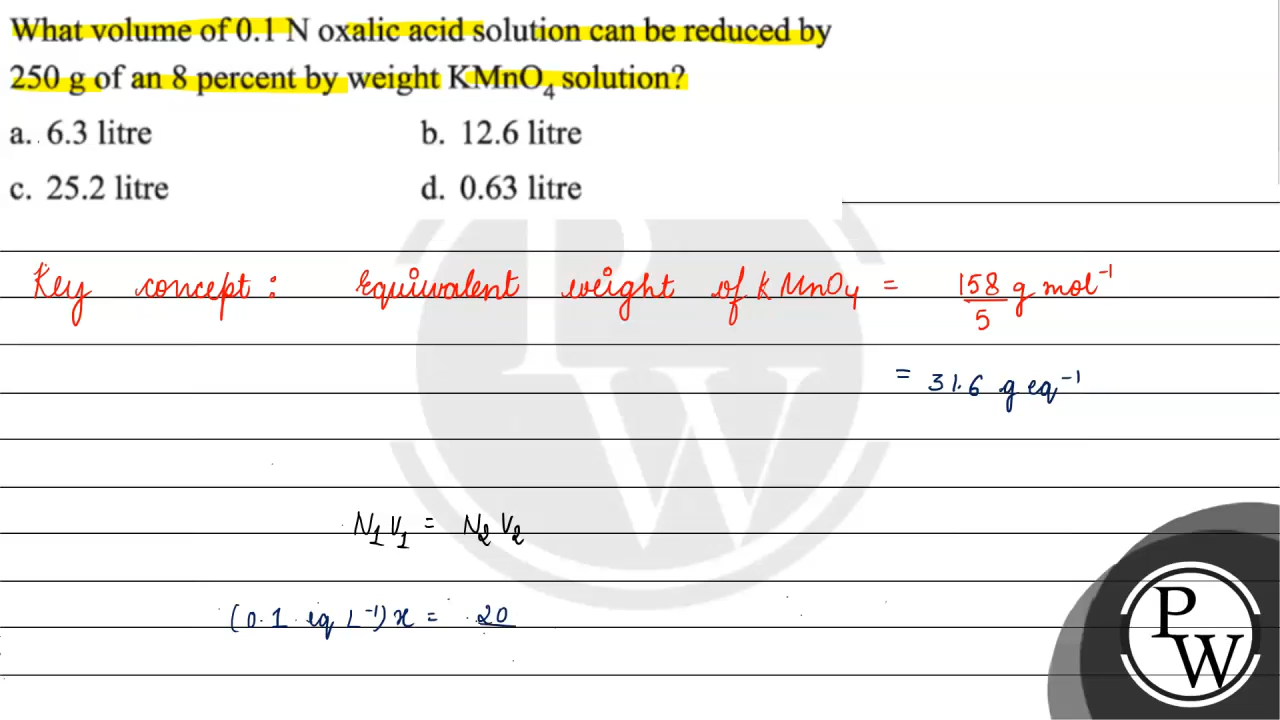 What volume of 0.1 N oxalic acid solution can be reduced by
250 g of an 8 percent by weight KMnO₄ solution?
a. 6.3 litre b. 12.6 litre
c. 25.2 litre d. 0.63 litre
Key concept: Equivalent weight of KMnO₄ = 158/5 g mol⁻¹
= 31.6 g eq⁻¹
N₁V₁ = N₂V₂
(0.1 eq L⁻¹)x = 20
P
W